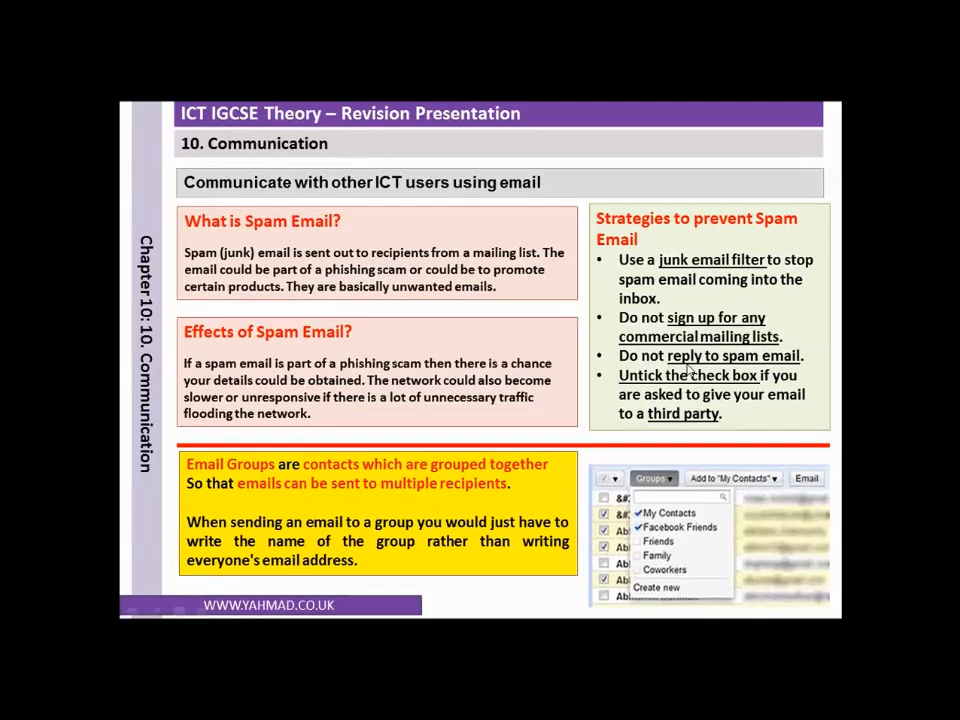 ICT IGCSE Theory – Revision Presentation
10. Communication
Communicate with other ICT users using email
Chapter 10: 10. Communication
What is Spam Email?
Spam (junk) email is sent out to recipients from a mailing list. The
email could be part of a phishing scam or could be to promote
certain products. They are basically unwanted emails.
Effects of Spam Email?
If a spam email is part of a phishing scam then there is a chance
your details could be obtained. The network could also become
slower or unresponsive if there is a lot of unnecessary traffic
flooding the network.
Strategies to prevent Spam
Email
• Use a junk email filter to stop
spam email coming into the
inbox.
• Do not sign up for any
commercial mailing lists.
• Do not reply to spam email.
• Untick the check box if you
are asked to give your email
to a third party.
Email Groups are contacts which are grouped together
So that emails can be sent to multiple recipients.
When sending an email to a group you would just have to
write the name of the group rather than writing
everyone's email address.
Groups
Add to "My Contacts"
Email
My Contacts
Facebook Friends
Friends
Family
Coworkers
Create new
WWW.YAHMAD.CO.UK